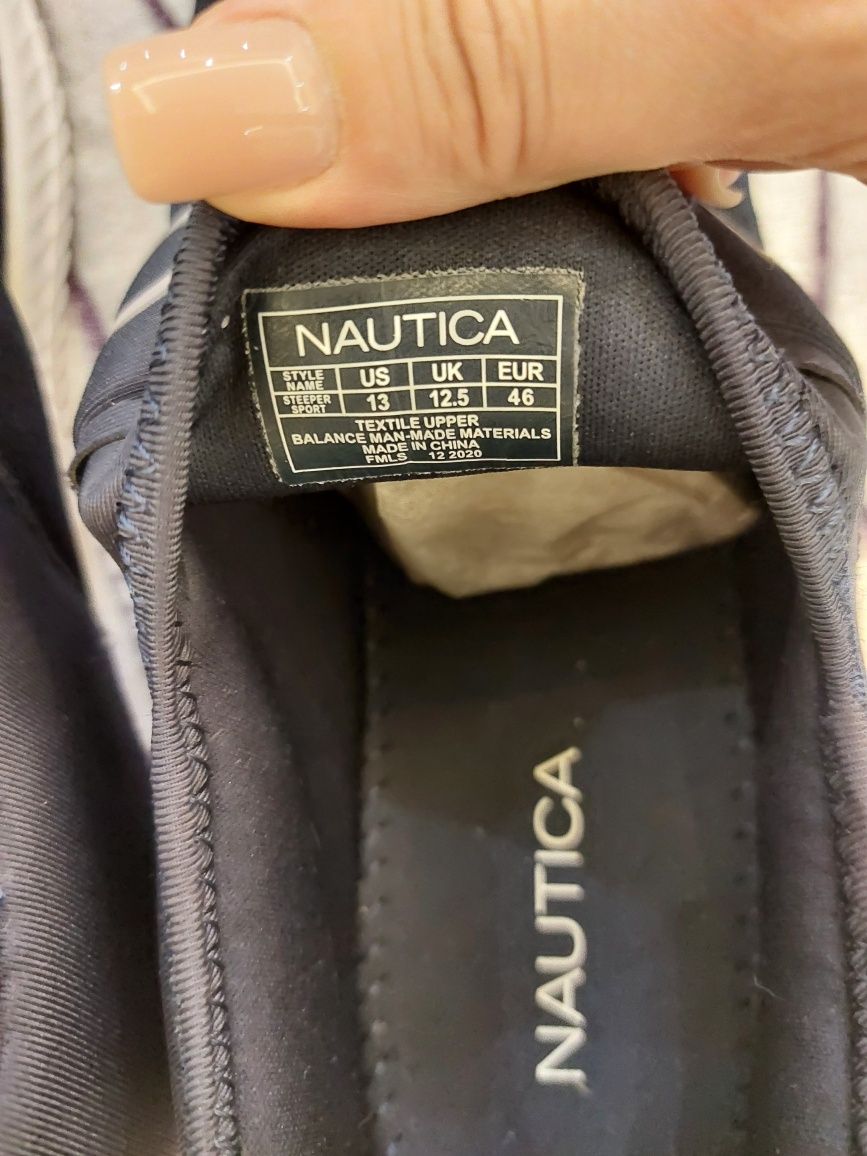 NAUTICA
STYLE NAME US UK EUR
STEEPER SPORT 13 12.5 46
TEXTILE UPPER
BALANCE MAN-MADE MATERIALS
MADE IN CHINA
FMLS 12 2020
NAUTICA